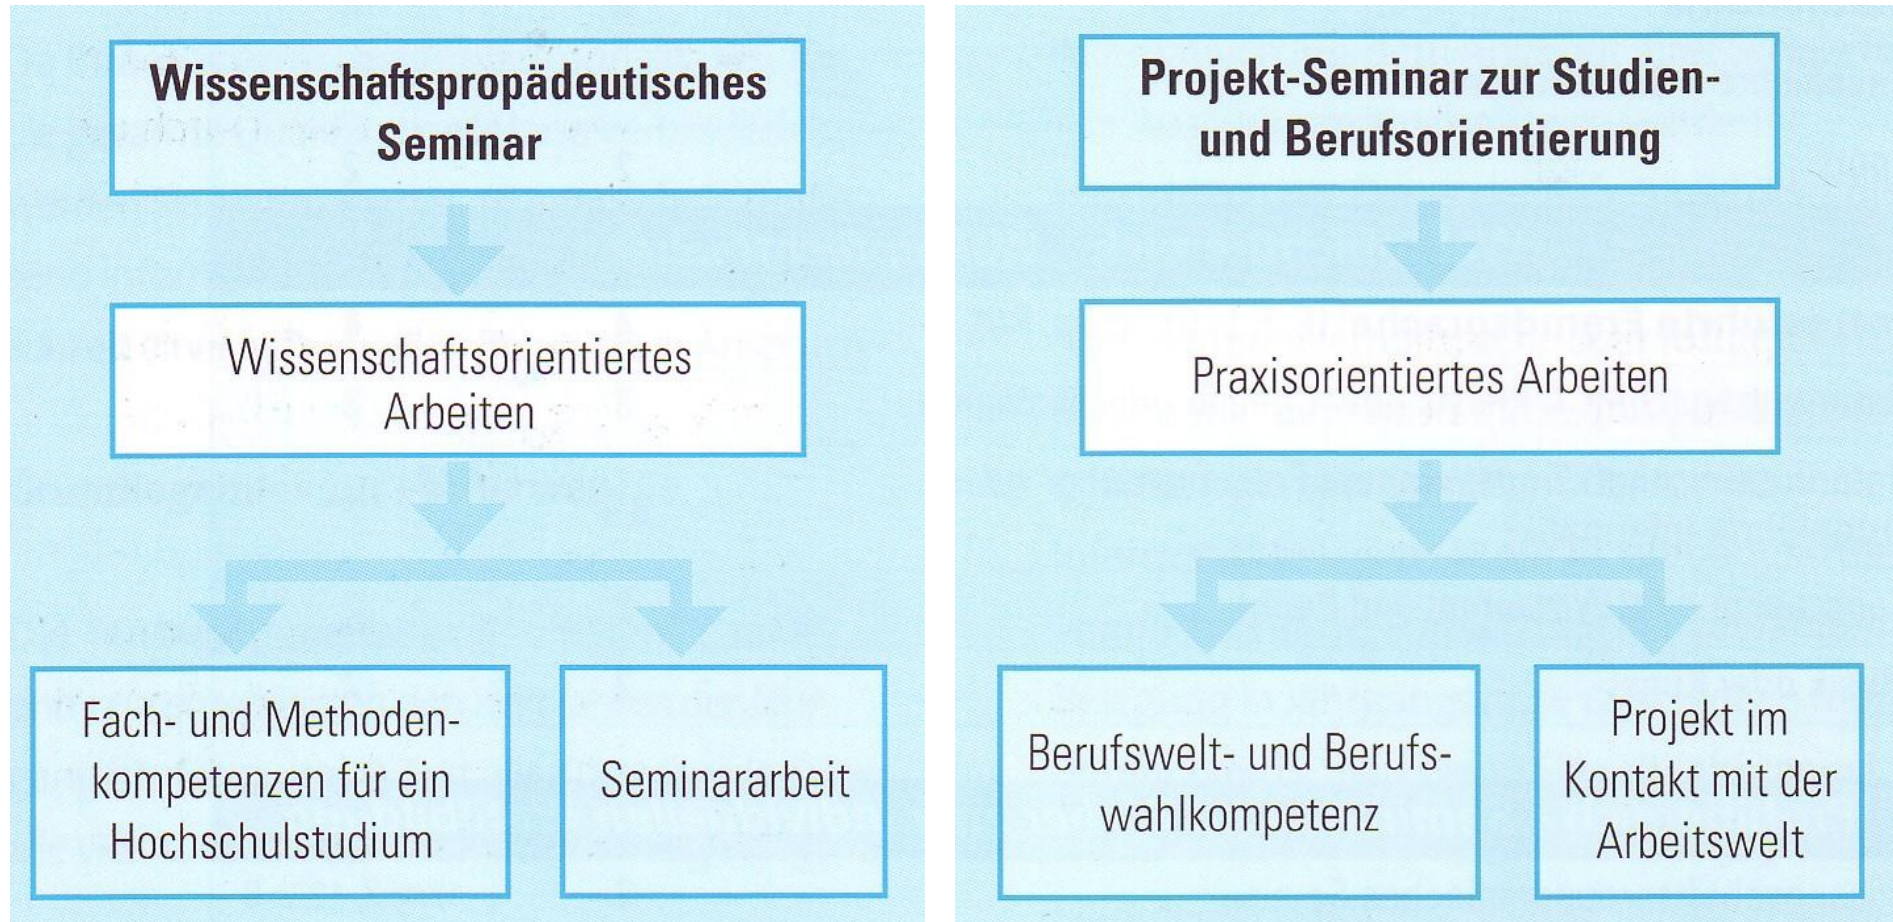 Wissenschaftspropädeutisches
Seminar
Wissenschaftsorientiertes
Arbeiten
Fach- und Methoden-
kompetenzen für ein
Hochschulstudium
Seminararbeit
Projekt-Seminar zur Studien-
und Berufsorientierung
Praxisorientiertes Arbeiten
Berufswelt- und Berufs-
wahlkompetenz
Projekt im
Kontakt mit der
Arbeitswelt